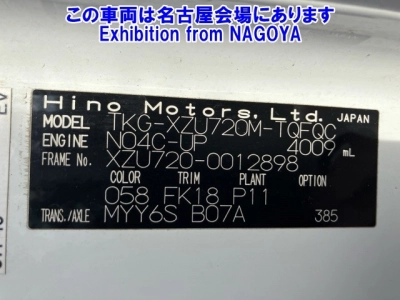 この車両は名古屋会場にあります
Exhibition from NAGOYA
Hino Motors, Ltd. JAPAN
MODEL TKG-XZU720M-TQFQC
ENGINE N04C-UP 4009 mL
FRAME No. XZU720-0012898
COLOR TRIM PLANT OPTION
058 FK18 P11
TRANS./AXLE MYY6S B07A 385